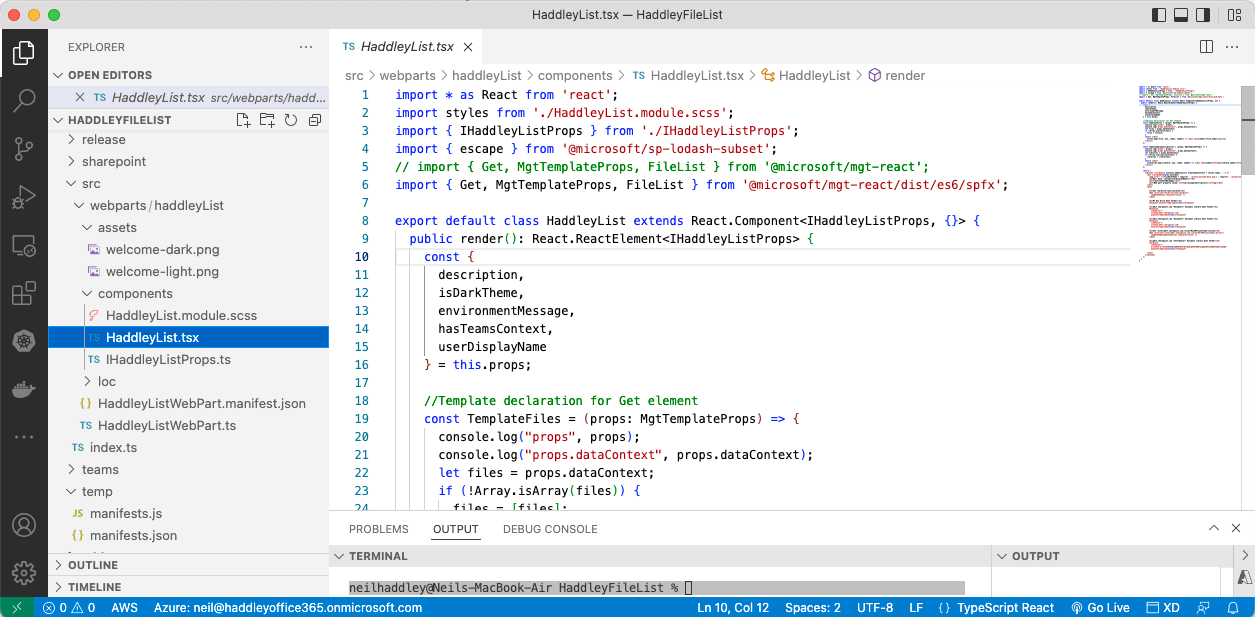 HaddleyList.tsx — HaddleyFileList
EXPLORER
OPEN EDITORS
TS HaddleyList.tsx src/webparts/hadd...
HADDLEYFILELIST
release
sharepoint
src
webparts/haddleyList
assets
welcome-dark.png
welcome-light.png
components
HaddleyList.module.scss
TS HaddleyList.tsx
TS IHaddleyListProps.ts
loc
{} HaddleyListWebPart.manifest.json
TS HaddleyListWebPart.ts
TS index.ts
teams
temp
JS manifests.js
{} manifests.json
OUTLINE
TIMELINE
TS HaddleyList.tsx
src > webparts > haddleyList > components > TS HaddleyList.tsx > HaddleyList > render
1 import * as React from 'react';
2 import styles from './HaddleyList.module.scss';
3 import { IHaddleyListProps } from './IHaddleyListProps';
4 import { escape } from '@microsoft/sp-lodash-subset';
5 // import { Get, MgtTemplateProps, FileList } from '@microsoft/mgt-react';
6 import { Get, MgtTemplateProps, FileList } from '@microsoft/mgt-react/dist/es6/spfx';
7
8 export default class HaddleyList extends React.Component<IHaddleyListProps, {}> {
9 public render(): React.ReactElement<IHaddleyListProps> {
10 const {
11 description,
12 isDarkTheme,
13 environmentMessage,
14 hasTeamsContext,
15 userDisplayName
16 } = this.props;
17
18 //Template declaration for Get element
19 const TemplateFiles = (props: MgtTemplateProps) => {
20 console.log("props", props);
21 console.log("props.dataContext", props.dataContext);
22 let files = props.dataContext;
23 if (!Array.isArray(files)) {
24 files = [files];
PROBLEMS OUTPUT DEBUG CONSOLE
TERMINAL
neilhaddley@Neils-MacBook-Air HaddleyFileList %
OUTPUT
0 0 AWS Azure: neil@haddleyoffice365.onmicrosoft.com Ln 10, Col 12 Spaces: 2 UTF-8 LF {} TypeScript React Go Live XD